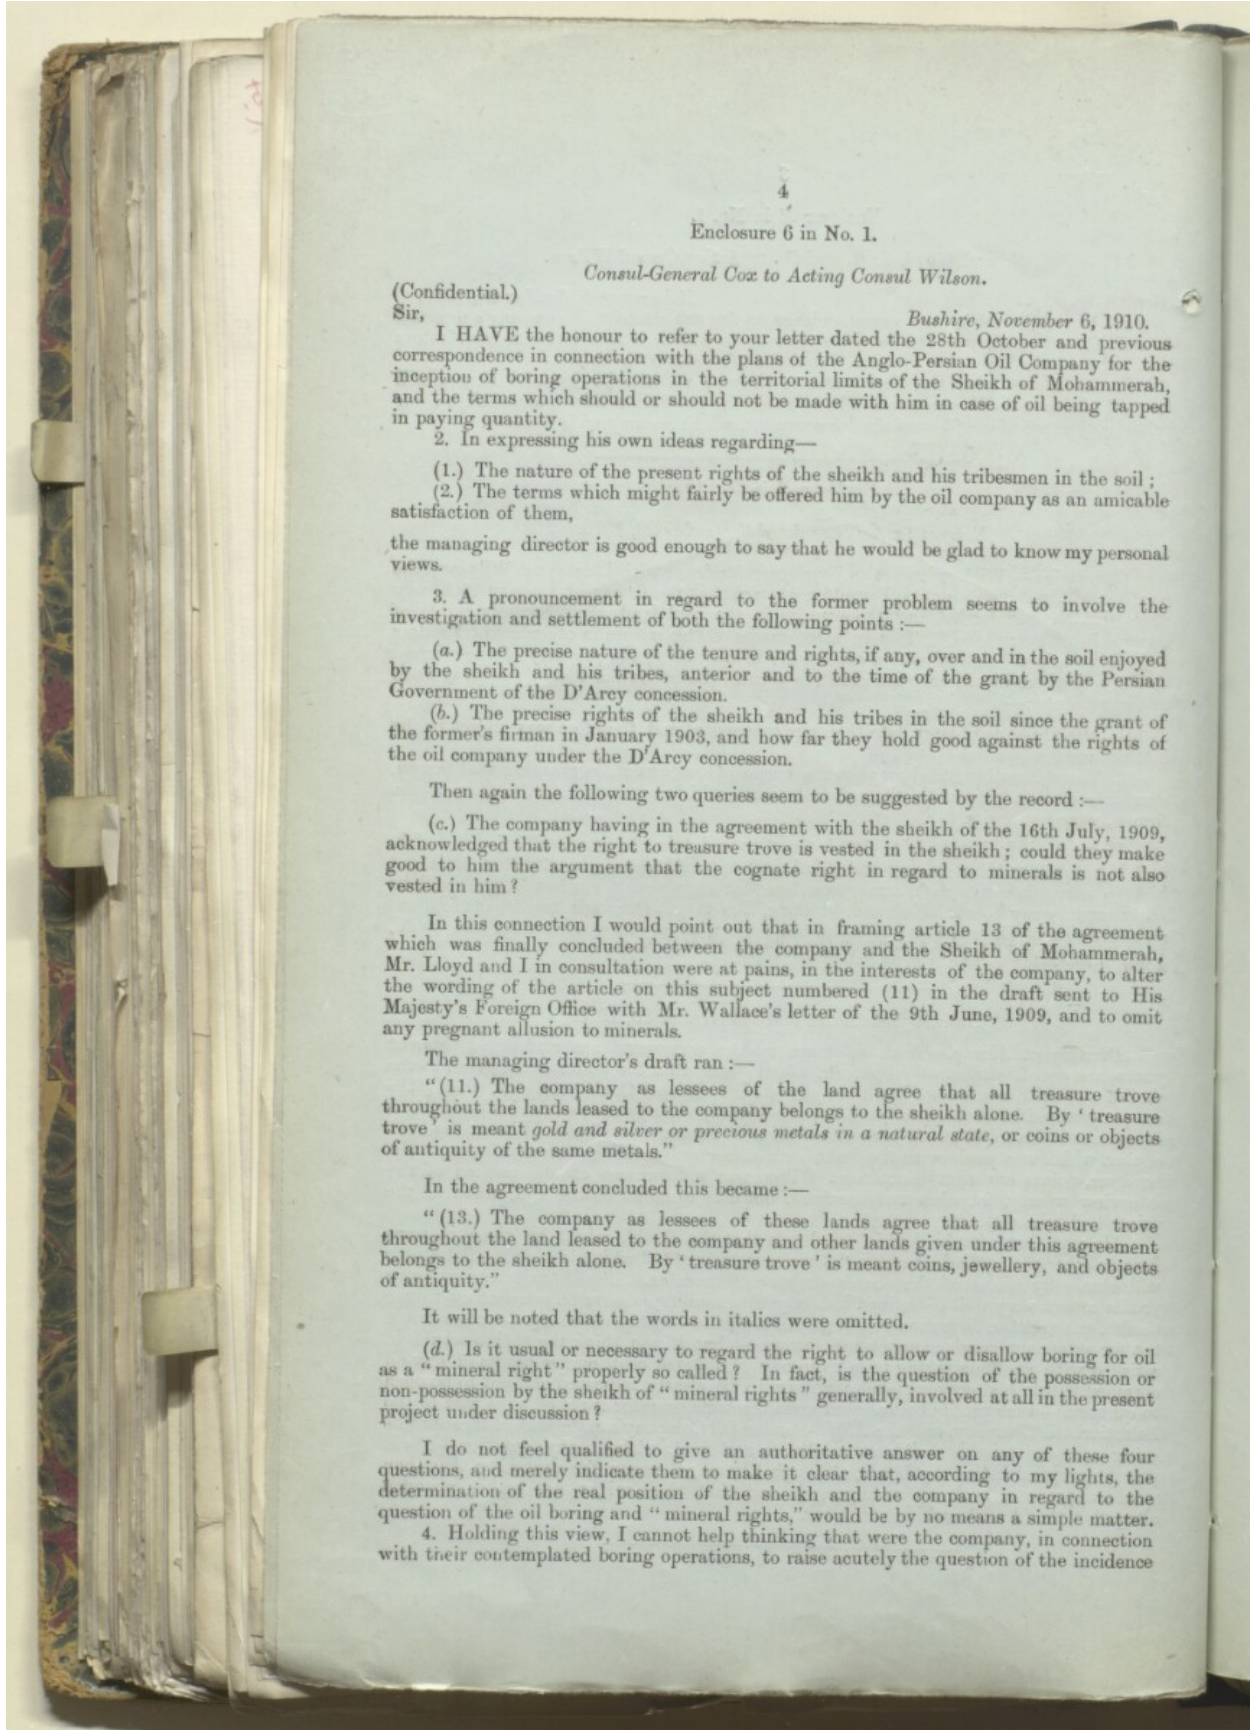 4
Enclosure 6 in No. 1.
Consul-General Cox to Acting Consul Wilson.
(Confidential.)
Sir,
Bushire, November 6, 1910.
I HAVE the honour to refer to your letter dated the 28th October and previous
correspondence in connection with the plans of the Anglo-Persian Oil Company for the
inception of boring operations in the territorial limits of the Sheikh of Mohammerah,
and the terms which should or should not be made with him in case of oil being tapped
in paying quantity.
2. In expressing his own ideas regarding—
(1.) The nature of the present rights of the sheikh and his tribesmen in the soil;
(2.) The terms which might fairly be offered him by the oil company as an amicable
satisfaction of them,
the managing director is good enough to say that he would be glad to know my personal
views.
3. A pronouncement in regard to the former problem seems to involve the
investigation and settlement of both the following points :—
(a.) The precise nature of the tenure and rights, if any, over and in the soil enjoyed
by the sheikh and his tribes, anterior and to the time of the grant by the Persian
Government of the D'Arcy concession.
(b.) The precise rights of the sheikh and his tribes in the soil since the grant of
the former's firman in January 1903, and how far they hold good against the rights of
the oil company under the D'Arcy concession.
Then again the following two queries seem to be suggested by the record :—
(c.) The company having in the agreement with the sheikh of the 16th July, 1909,
acknowledged that the right to treasure trove is vested in the sheikh; could they make
good to him the argument that the cognate right in regard to minerals is not also
vested in him?
In this connection I would point out that in framing article 13 of the agreement
which was finally concluded between the company and the Sheikh of Mohammerah,
Mr. Lloyd and I in consultation were at pains, in the interests of the company, to alter
the wording of the article on this subject numbered (11) in the draft sent to His
Majesty's Foreign Office with Mr. Wallace's letter of the 9th June, 1909, and to omit
any pregnant allusion to minerals.
The managing director's draft ran :—
"(11.) The company as lessees of the land agree that all treasure trove
throughout the lands leased to the company belongs to the sheikh alone. By 'treasure
trove' is meant gold and silver or precious metals in a natural state, or coins or objects
of antiquity of the same metals."
In the agreement concluded this became :—
"(13.) The company as lessees of these lands agree that all treasure trove
throughout the land leased to the company and other lands given under this agreement
belongs to the sheikh alone. By 'treasure trove' is meant coins, jewellery, and objects
of antiquity."
It will be noted that the words in italics were omitted.
(d.) Is it usual or necessary to regard the right to allow or disallow boring for oil
as a "mineral right" properly so called? In fact, is the question of the possession or
non-possession by the sheikh of "mineral rights" generally, involved at all in the present
project under discussion?
I do not feel qualified to give an authoritative answer on any of these four
questions, and merely indicate them to make it clear that, according to my lights, the
determination of the real position of the sheikh and the company in regard to the
question of the oil boring and "mineral rights," would be by no means a simple matter.
4. Holding this view, I cannot help thinking that were the company, in connection
with their contemplated boring operations, to raise acutely the question of the incidence